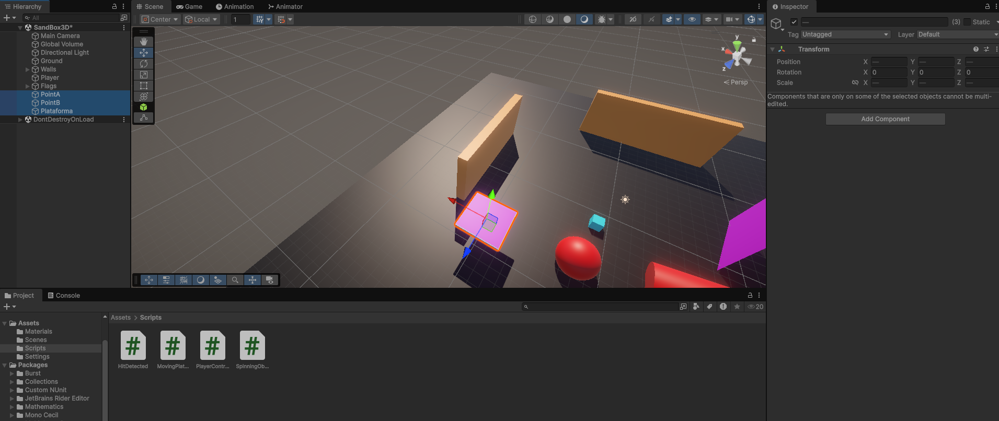 Hierarchy
All
SandBox3D*
Main Camera
Global Volume
Directional Light
Ground
Walls
Player
Flags
PointA
PointB
Plataforma
DontDestroyOnLoad
Scene Game Animation Animator
Center Local 1 2D
y
x
z
Persp
Inspector
— (3) Static
Tag Untagged Layer Default
Transform
Position X — Y — Z —
Rotation X 0 Y 0 Z 0
Scale X — Y — Z —
Components that are only on some of the selected objects cannot be multi-
edited.
Add Component
Project Console
20
Assets
Materials
Scenes
Scripts
Settings
Packages
Burst
Collections
Custom NUnit
JetBrains Rider Editor
Mathematics
Mono Cecil
Assets > Scripts
HitDetected MovingPlat... PlayerContr... SpinningOb...